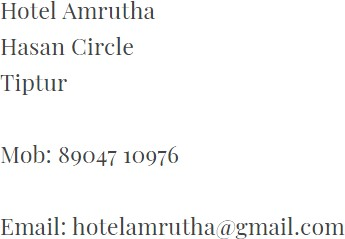 Hotel Amrutha
Hasan Circle
Tiptur
Mob: 89047 10976
Email: hotelamrutha@gmail.com